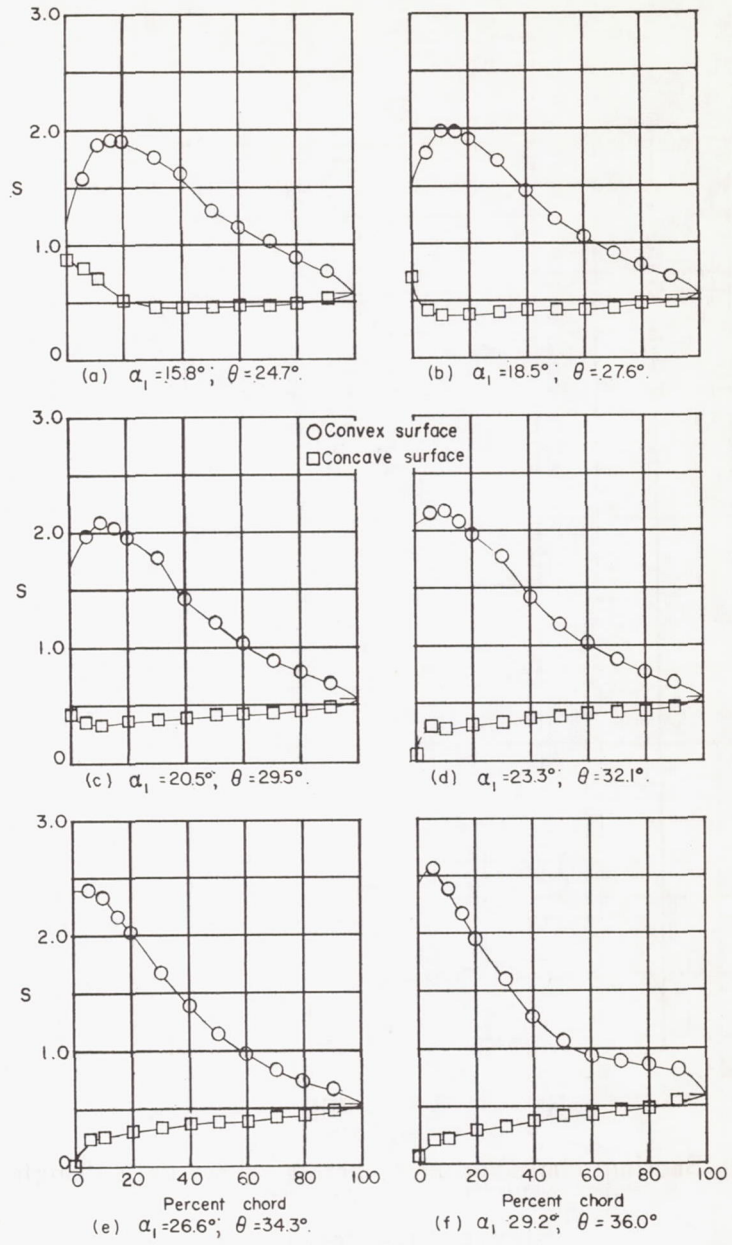 3.0
2.0
S
1.0
0
(a) α₁ =15.8°; θ =24.7°.
(b) α₁ =18.5°; θ =27.6°.
3.0
○ Convex surface
□ Concave surface
2.0
S
1.0
0
(c) α₁ =20.5°; θ =29.5°.
(d) α₁ =23.3°; θ =32.1°.
3.0
2.0
S
1.0
0
0 20 40 60 80 100
0 20 40 60 80 100
Percent chord
Percent chord
(e) α₁ =26.6°; θ =34.3°.
(f) α₁ 29.2°; θ = 36.0°